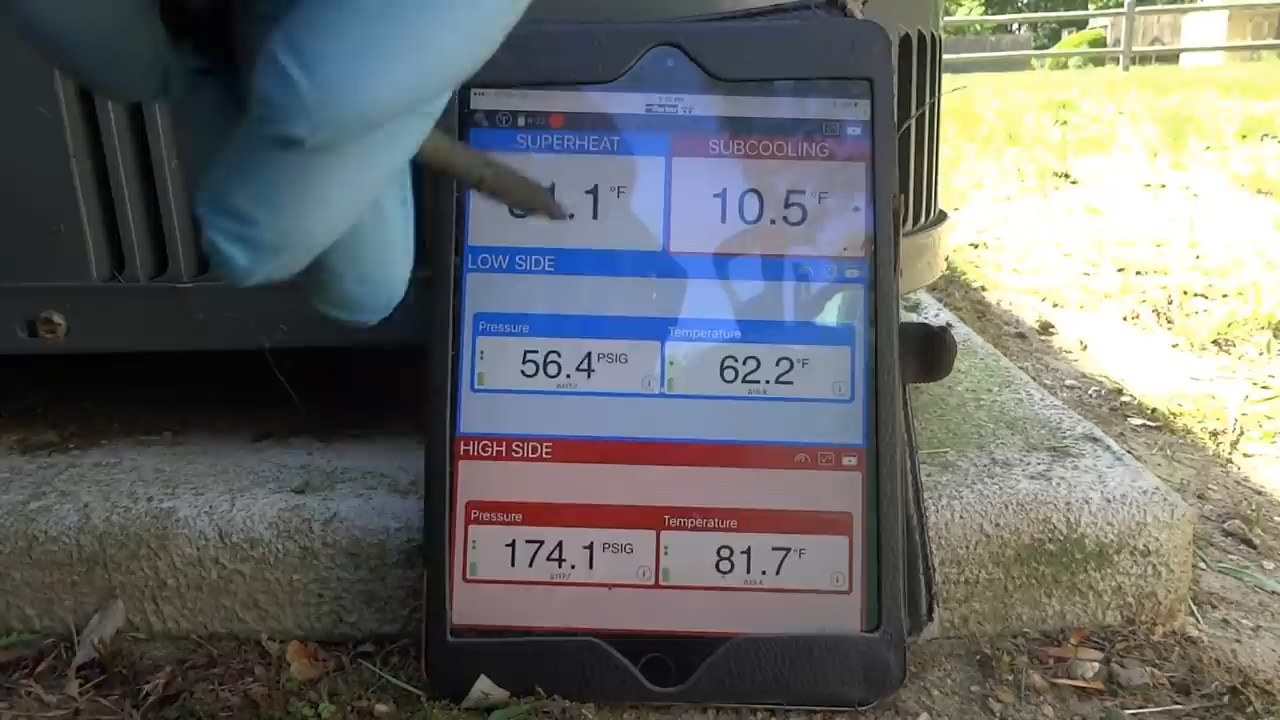 R-22
SUPERHEAT
SUBCOOLING
.1 °F
10.5 °F
LOW SIDE
Pressure
Temperature
56.4 PSIG
62.2 °F
HIGH SIDE
Pressure
Temperature
174.1 PSIG
81.7 °F